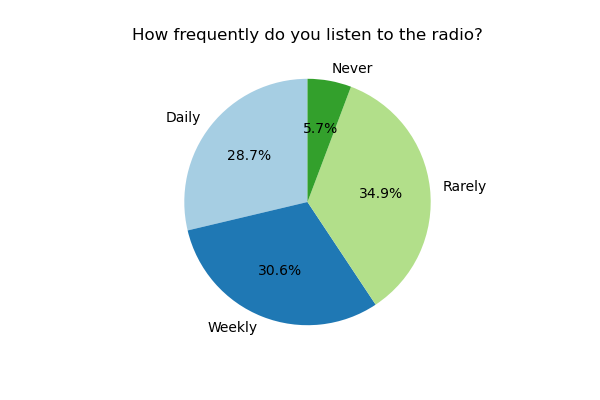 How frequently do you listen to the radio?
Never
Daily
5.7%
28.7%
Rarely
34.9%
30.6%
Weekly